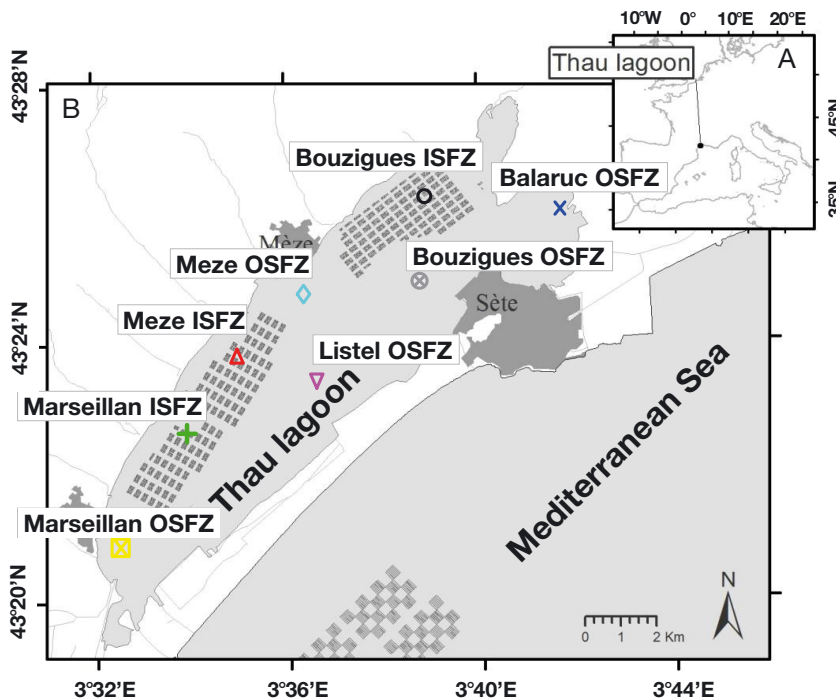 10°W 0° 10°E 20°E
Thau lagoon
A
45°N
35°N
43°28'N
B
Bouzigues ISFZ
Balaruc OSFZ
Mèze
Meze OSFZ
Bouzigues OSFZ
Sète
Meze ISFZ
43°24'N
Listel OSFZ
Marseillan ISFZ
Thau lagoon
Mediterranean Sea
Marseillan OSFZ
43°20'N
N
0 1 2 Km
3°32'E 3°36'E 3°40'E 3°44'E